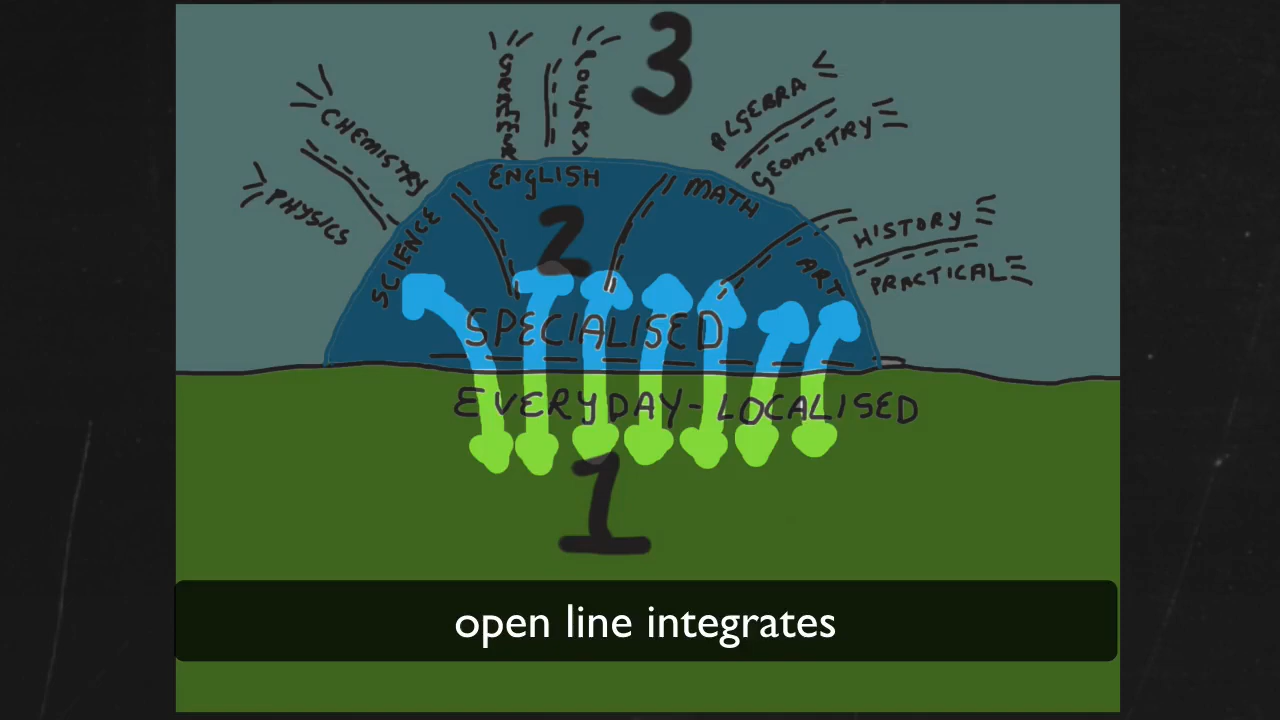 3
GRAMMAR
POETRY
CHEMISTRY
PHYSICS
ALGEBRA
GEOMETRY
ENGLISH
MATH
SCIENCE
2
HISTORY
PRACTICAL
ART
SPECIALISED
EVERYDAY-LOCALISED
1
open line integrates